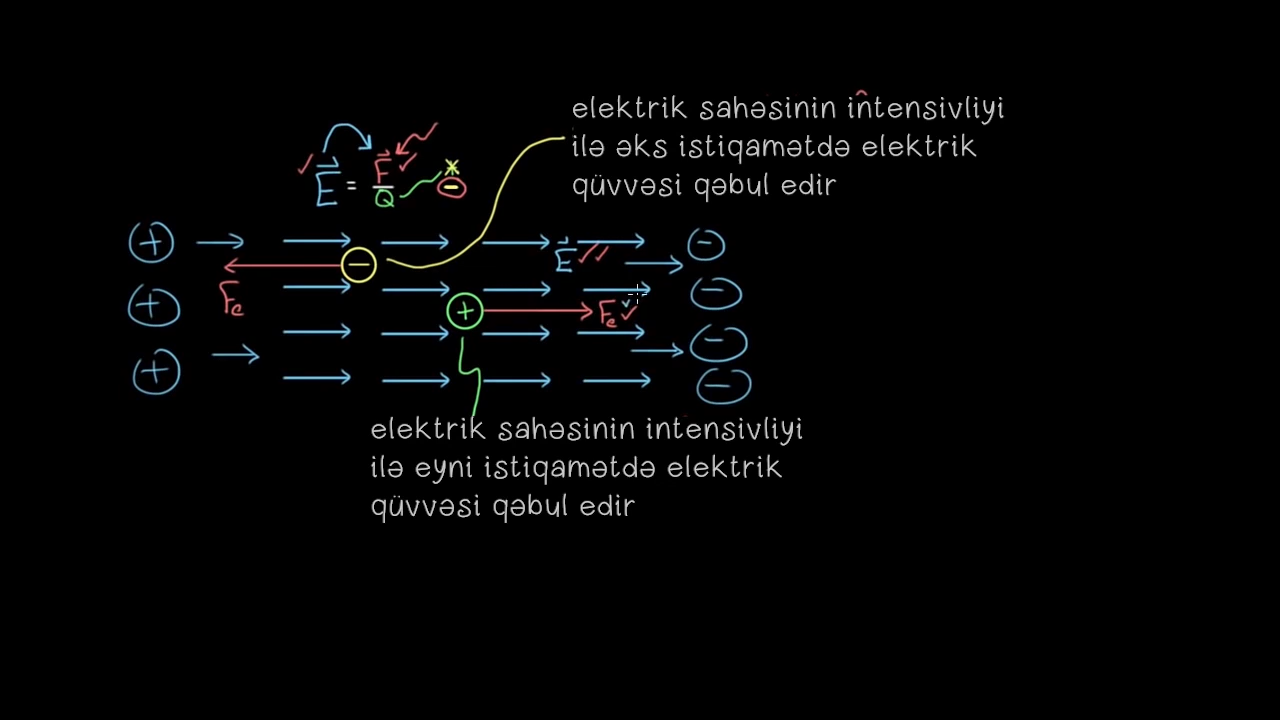 elektrik sahəsinin intensivliyi
ilə əks istiqamətdə elektrik
qüvvəsi qəbul edir
E = F / Q -
+ -
- E
Fe
+ -
+ Fe
-
+ -
elektrik sahəsinin intensivliyi
ilə eyni istiqamətdə elektrik
qüvvəsi qəbul edir